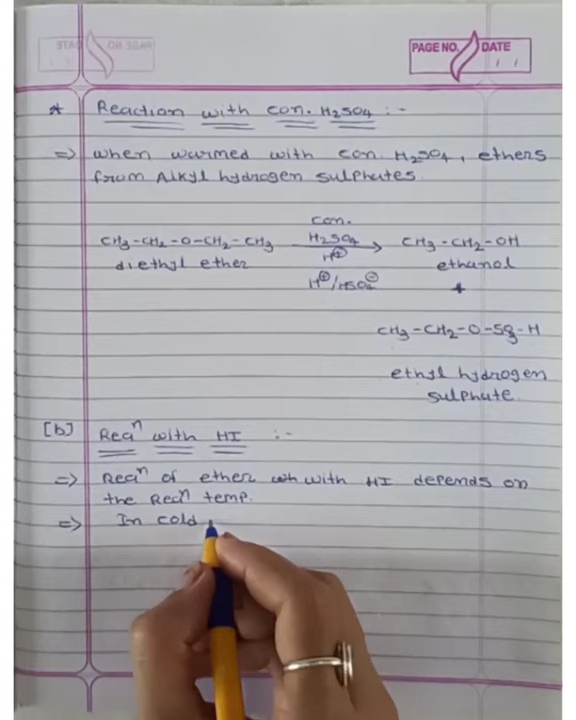 PAGE NO. DATE
* Reaction with con. H2SO4 :-
=> when warmed with con. H2SO4, ethers
from Alkyl hydrogen sulphates.
con.
CH3-CH2-O-CH2-CH3 H2SO4 → CH3-CH2-OH
diethyl ether H⊕ ethanol
H⊕/HSO4⊖ +
CH3-CH2-O-SO3-H
ethyl hydrogen
sulphate.
[b] Reaⁿ with HI :-
=> Reaⁿ of ether wh with HI depends on
the Reaⁿ temp.
=> In cold